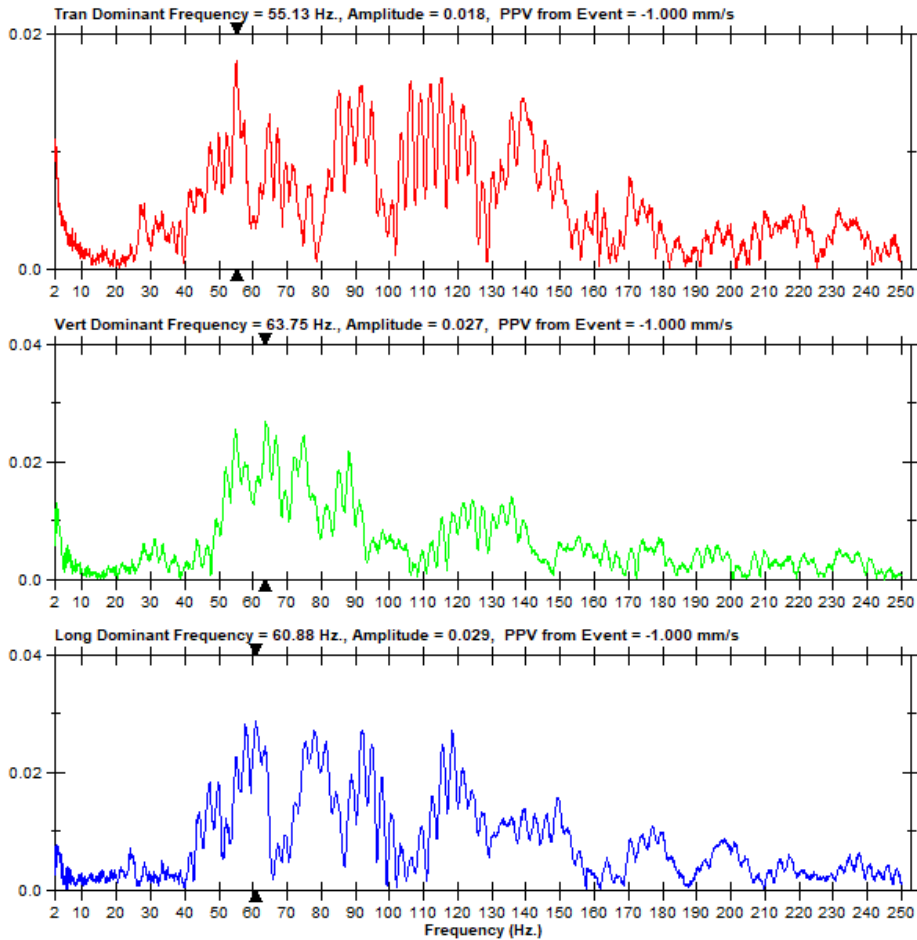 Tran Dominant Frequency = 55.13 Hz., Amplitude = 0.018, PPV from Event = -1.000 mm/s
0.02
0.0
2 10 20 30 40 50 60 70 80 90 100 110 120 130 140 150 160 170 180 190 200 210 220 230 240 250
Vert Dominant Frequency = 63.75 Hz., Amplitude = 0.027, PPV from Event = -1.000 mm/s
0.04
0.02
0.0
2 10 20 30 40 50 60 70 80 90 100 110 120 130 140 150 160 170 180 190 200 210 220 230 240 250
Long Dominant Frequency = 60.88 Hz., Amplitude = 0.029, PPV from Event = -1.000 mm/s
0.04
0.02
0.0
2 10 20 30 40 50 60 70 80 90 100 110 120 130 140 150 160 170 180 190 200 210 220 230 240 250
Frequency (Hz.)